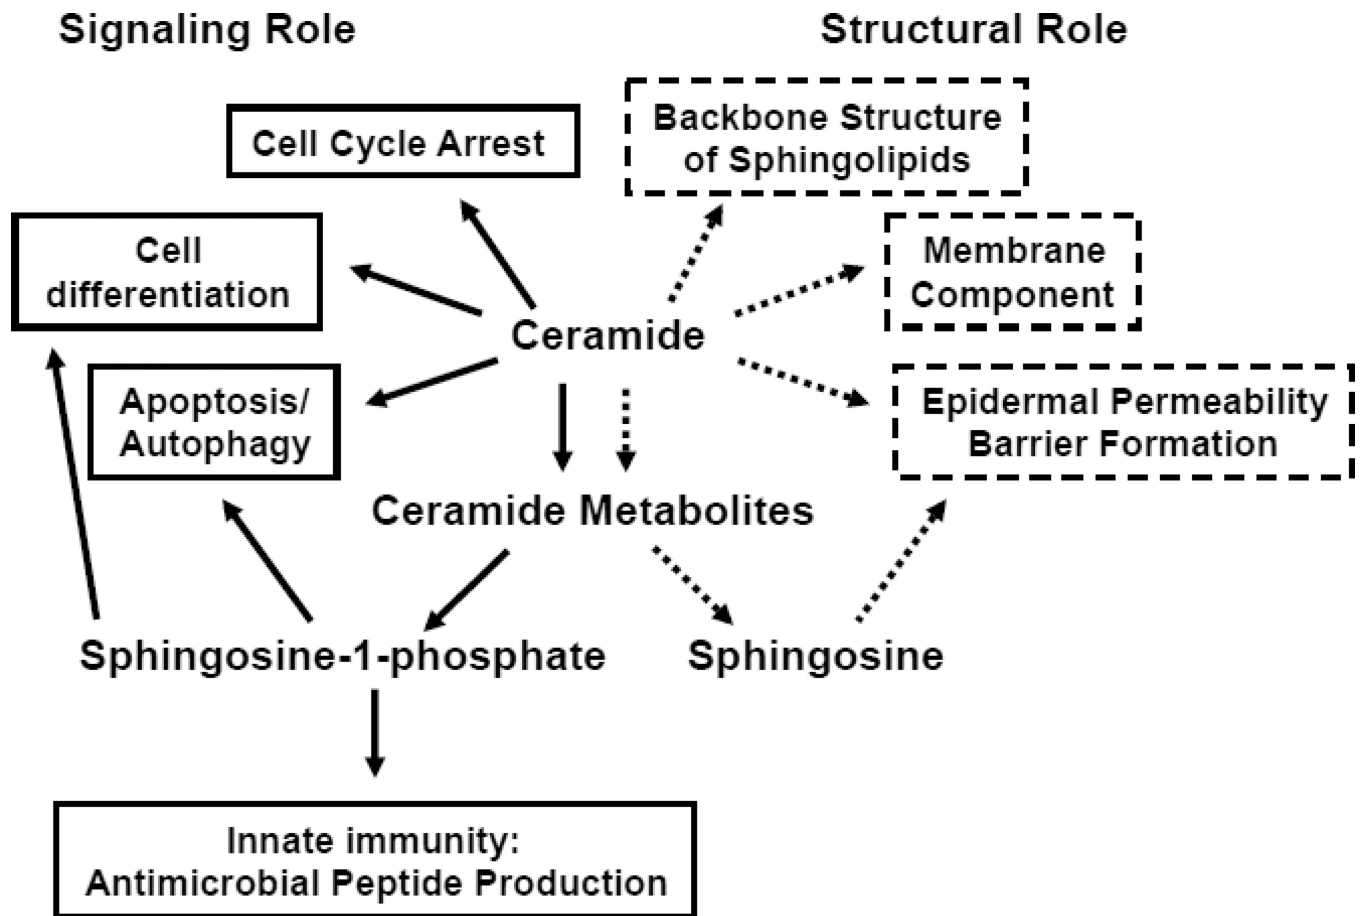 Signaling Role
Structural Role
Cell Cycle Arrest
Backbone Structure
of Sphingolipids
Cell
differentiation
Membrane
Component
Ceramide
Apoptosis/
Autophagy
Epidermal Permeability
Barrier Formation
Ceramide Metabolites
Sphingosine-1-phosphate
Sphingosine
Innate immunity:
Antimicrobial Peptide Production